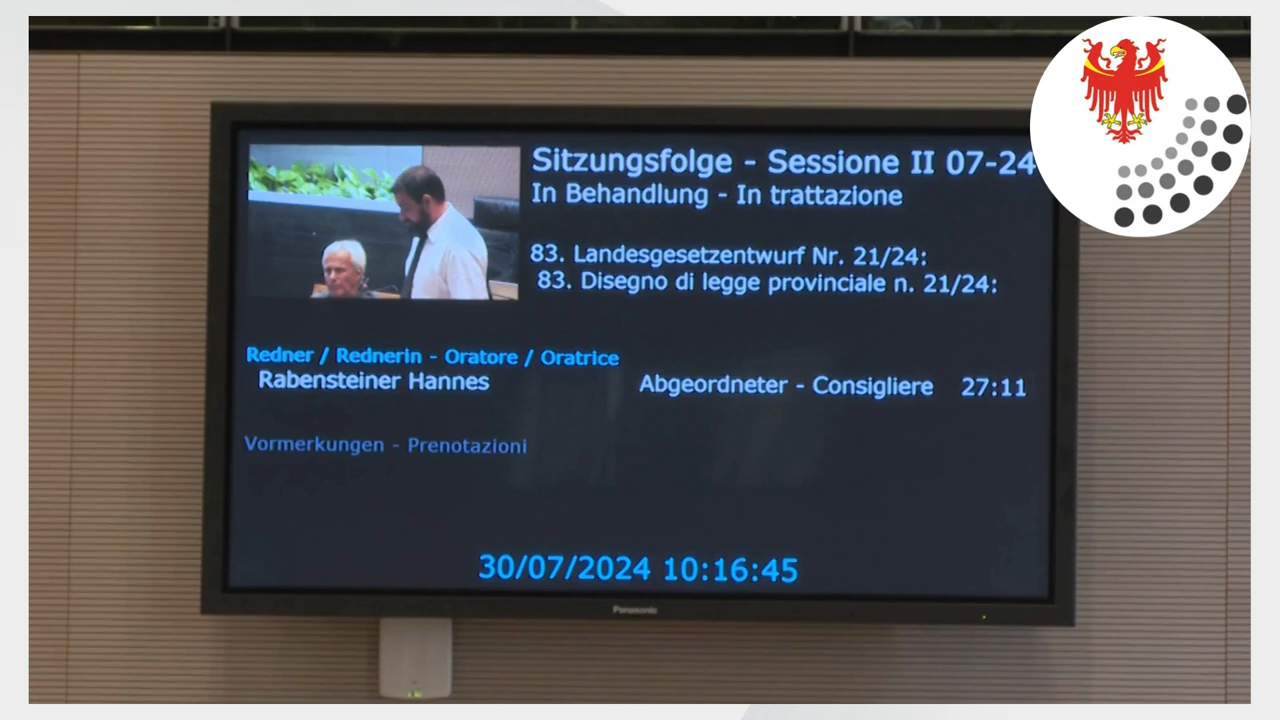 Sitzungsfolge - Sessione II 07-24
In Behandlung - In trattazione
83. Landesgesetzentwurf Nr. 21/24:
83. Disegno di legge provinciale n. 21/24:
Redner / Rednerin - Oratore / Oratrice
Rabensteiner Hannes Abgeordneter - Consigliere 27:11
Vormerkungen - Prenotazioni
30/07/2024 10:16:45
Panasonic